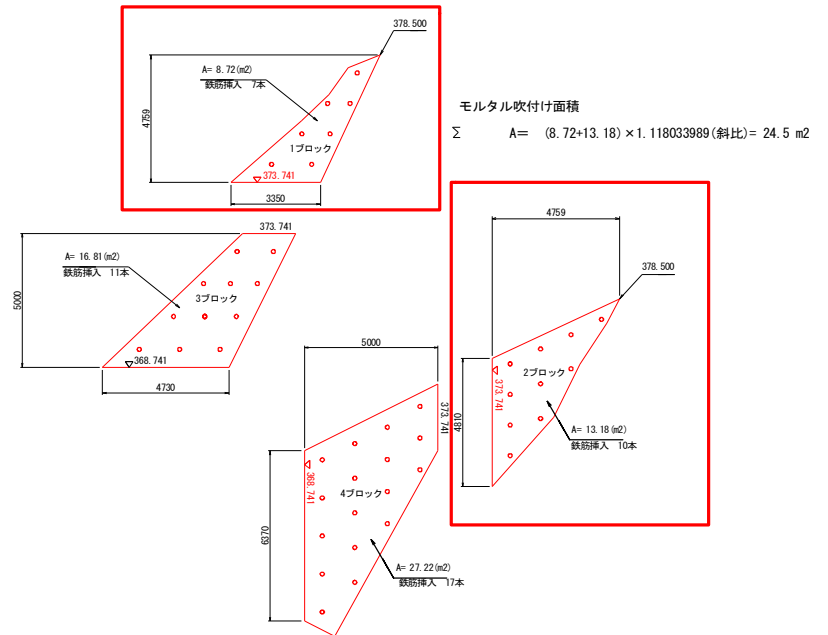 378.500
A= 8.72(m2)
鉄筋挿入 7本
4759
1ブロック
373.741
3350
モルタル吹付け面積
Σ A= (8.72+13.18)×1.118033989(斜比)= 24.5 m2
373.741
A= 16.81(m2)
鉄筋挿入 11本
5000
3ブロック
368.741
4730
4759
378.500
2ブロック
373.741
4810
A= 13.18(m2)
鉄筋挿入 10本
5000
373.741
368.741
4ブロック
6370
A= 27.22(m2)
鉄筋挿入 17本